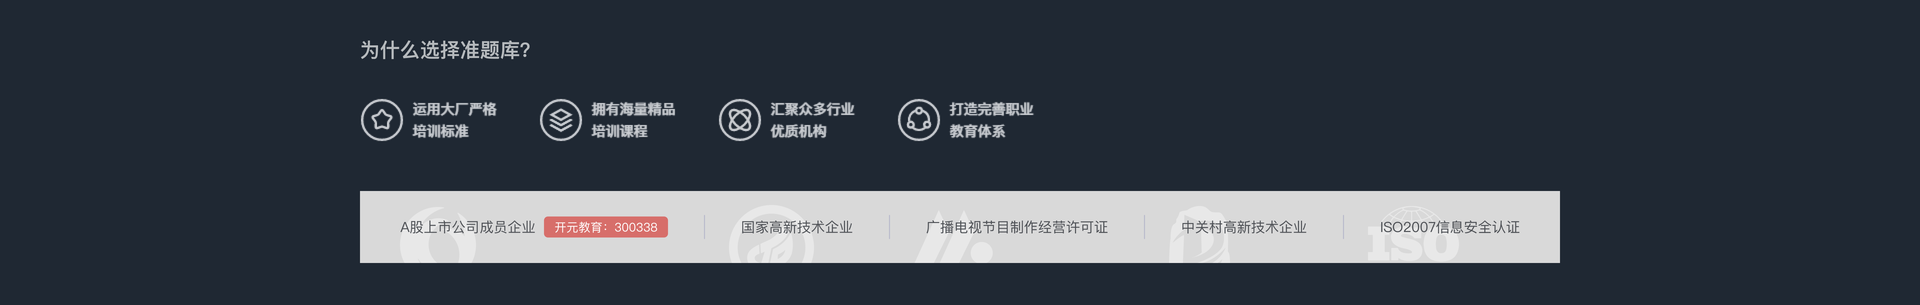 为什么选择准题库?
运用大厂严格
培训标准
拥有海量精品
培训课程
汇聚众多行业
优质机构
打造完善职业
教育体系
A股上市公司成员企业 开元教育：300338 国家高新技术企业 广播电视节目制作经营许可证 中关村高新技术企业 ISO2007信息安全认证
ISO